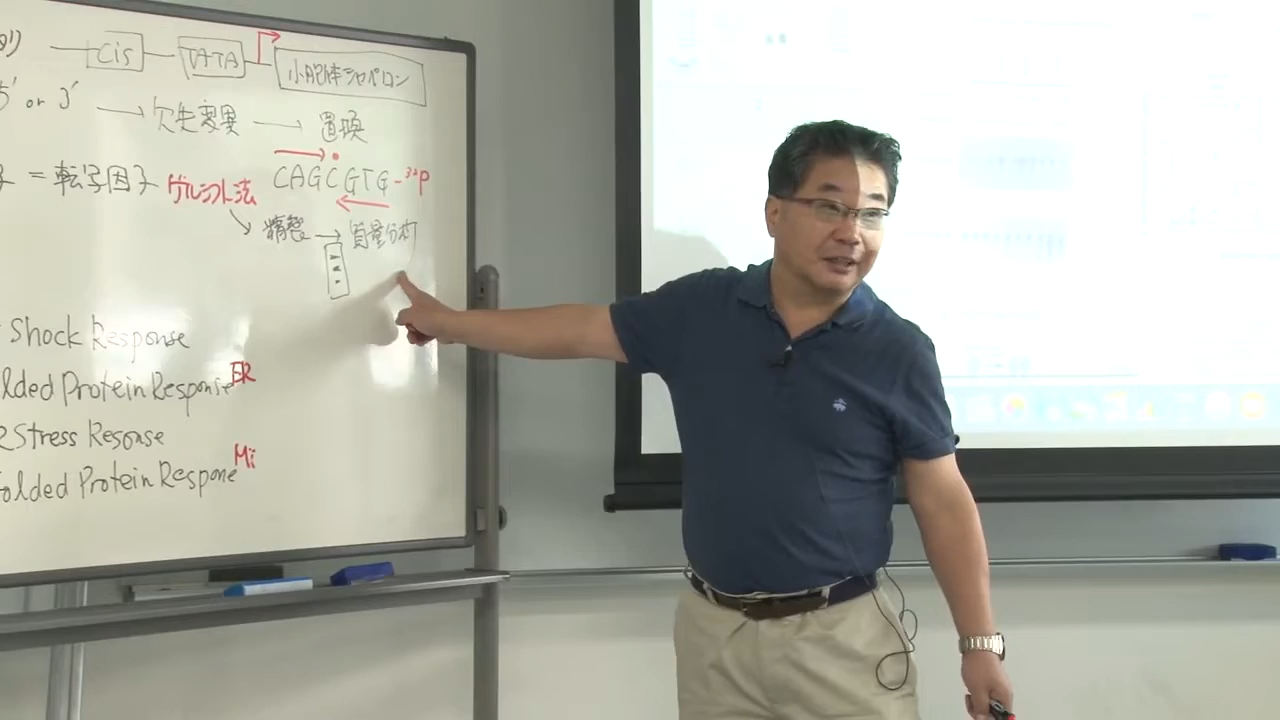 Cis TATA 小胞体シャペロン
5' or 3' 欠失変異 置換
= 転写因子 ゲルシフト法 CAGCGTG-³²P
精製 質量分析
Shock Response
lded Protein Response ER
Stress Resonse
olded Protein Respone Mi